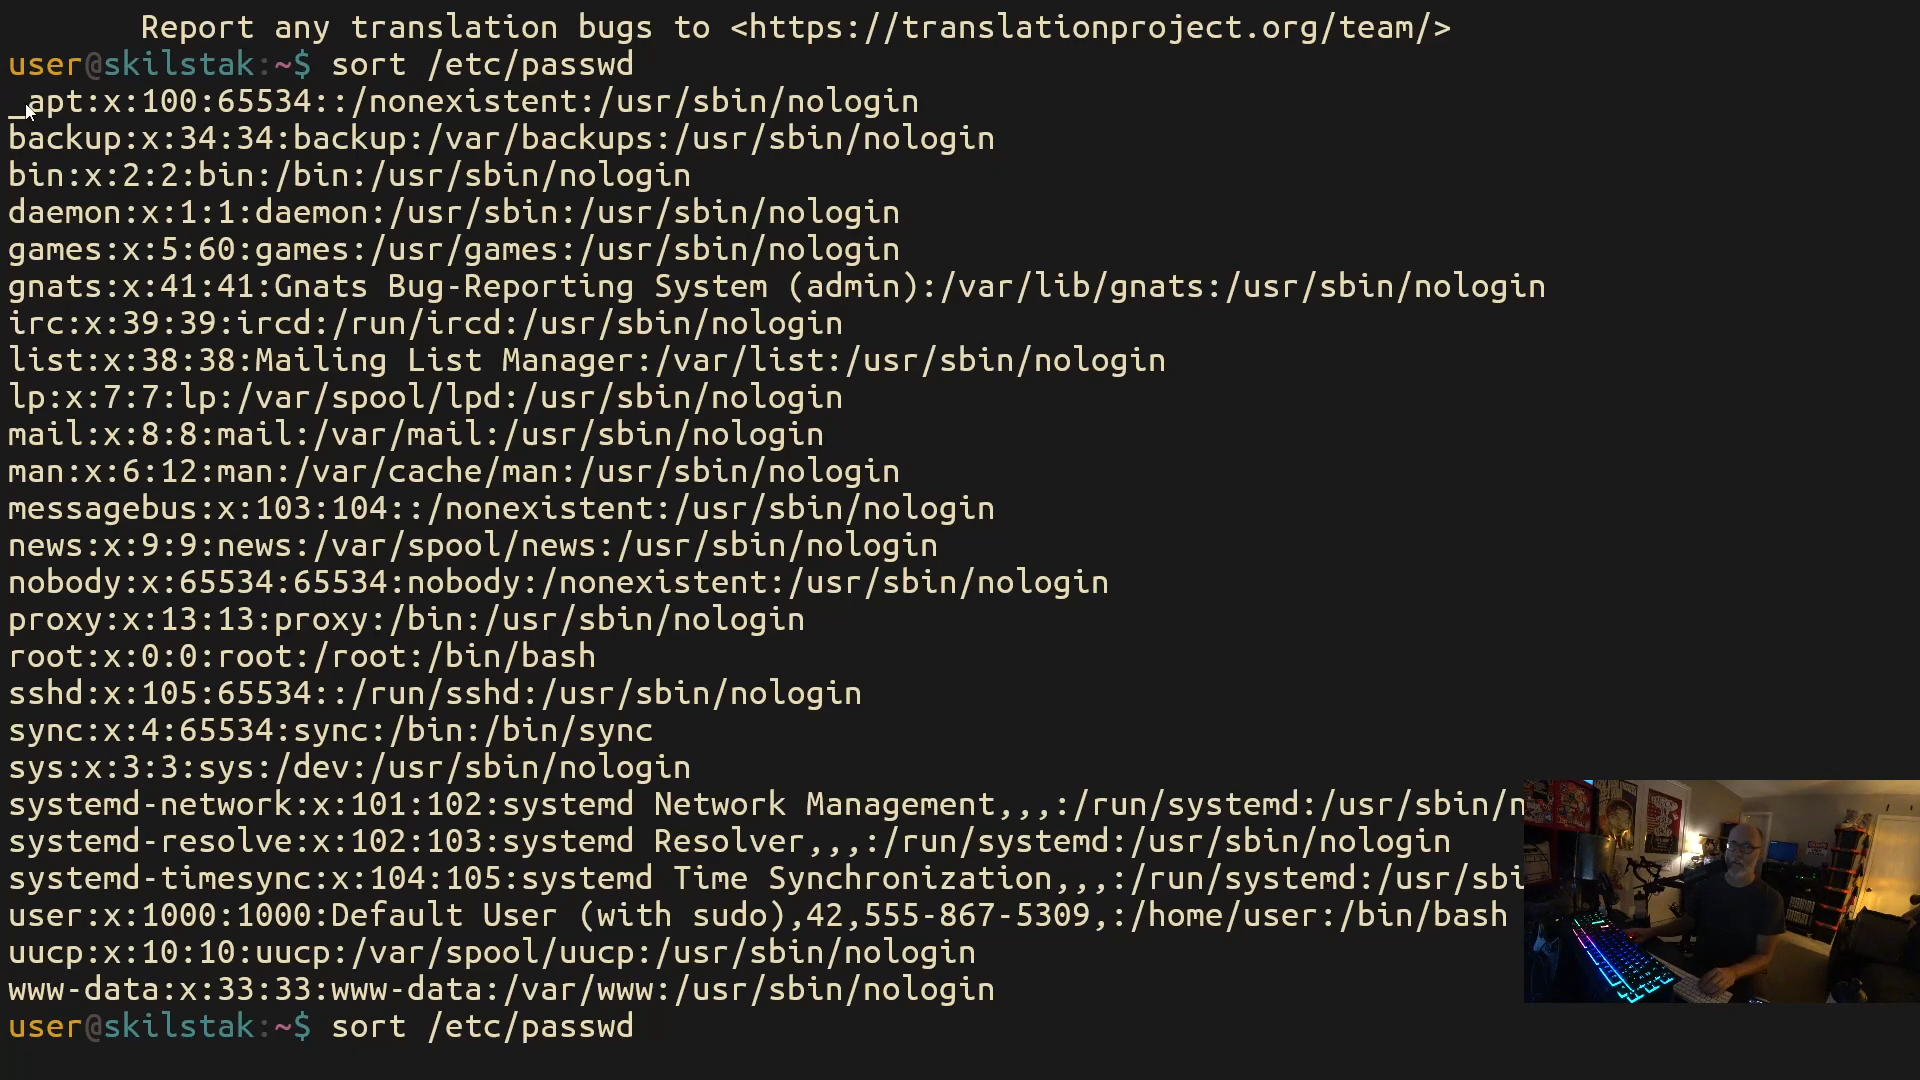 Report any translation bugs to <https://translationproject.org/team/>
user@skilstak:~$ sort /etc/passwd
_apt:x:100:65534::/nonexistent:/usr/sbin/nologin
backup:x:34:34:backup:/var/backups:/usr/sbin/nologin
bin:x:2:2:bin:/bin:/usr/sbin/nologin
daemon:x:1:1:daemon:/usr/sbin:/usr/sbin/nologin
games:x:5:60:games:/usr/games:/usr/sbin/nologin
gnats:x:41:41:Gnats Bug-Reporting System (admin):/var/lib/gnats:/usr/sbin/nologin
irc:x:39:39:ircd:/run/ircd:/usr/sbin/nologin
list:x:38:38:Mailing List Manager:/var/list:/usr/sbin/nologin
lp:x:7:7:lp:/var/spool/lpd:/usr/sbin/nologin
mail:x:8:8:mail:/var/mail:/usr/sbin/nologin
man:x:6:12:man:/var/cache/man:/usr/sbin/nologin
messagebus:x:103:104::/nonexistent:/usr/sbin/nologin
news:x:9:9:news:/var/spool/news:/usr/sbin/nologin
nobody:x:65534:65534:nobody:/nonexistent:/usr/sbin/nologin
proxy:x:13:13:proxy:/bin:/usr/sbin/nologin
root:x:0:0:root:/root:/bin/bash
sshd:x:105:65534::/run/sshd:/usr/sbin/nologin
sync:x:4:65534:sync:/bin:/bin/sync
sys:x:3:3:sys:/dev:/usr/sbin/nologin
systemd-network:x:101:102:systemd Network Management,,,:/run/systemd:/usr/sbin/n
systemd-resolve:x:102:103:systemd Resolver,,,:/run/systemd:/usr/sbin/nologin
systemd-timesync:x:104:105:systemd Time Synchronization,,,:/run/systemd:/usr/sbi
user:x:1000:1000:Default User (with sudo),42,555-867-5309,:/home/user:/bin/bash
uucp:x:10:10:uucp:/var/spool/uucp:/usr/sbin/nologin
www-data:x:33:33:www-data:/var/www:/usr/sbin/nologin
user@skilstak:~$ sort /etc/passwd